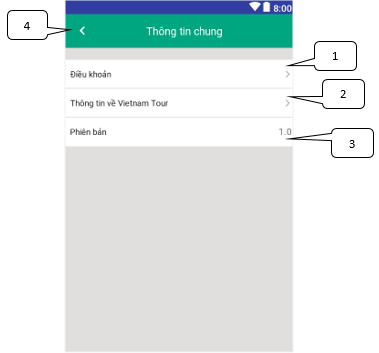 8:00
4
Thông tin chung
1
Điều khoản
2
Thông tin về Vietnam Tour
Phiên bản 1.0
3